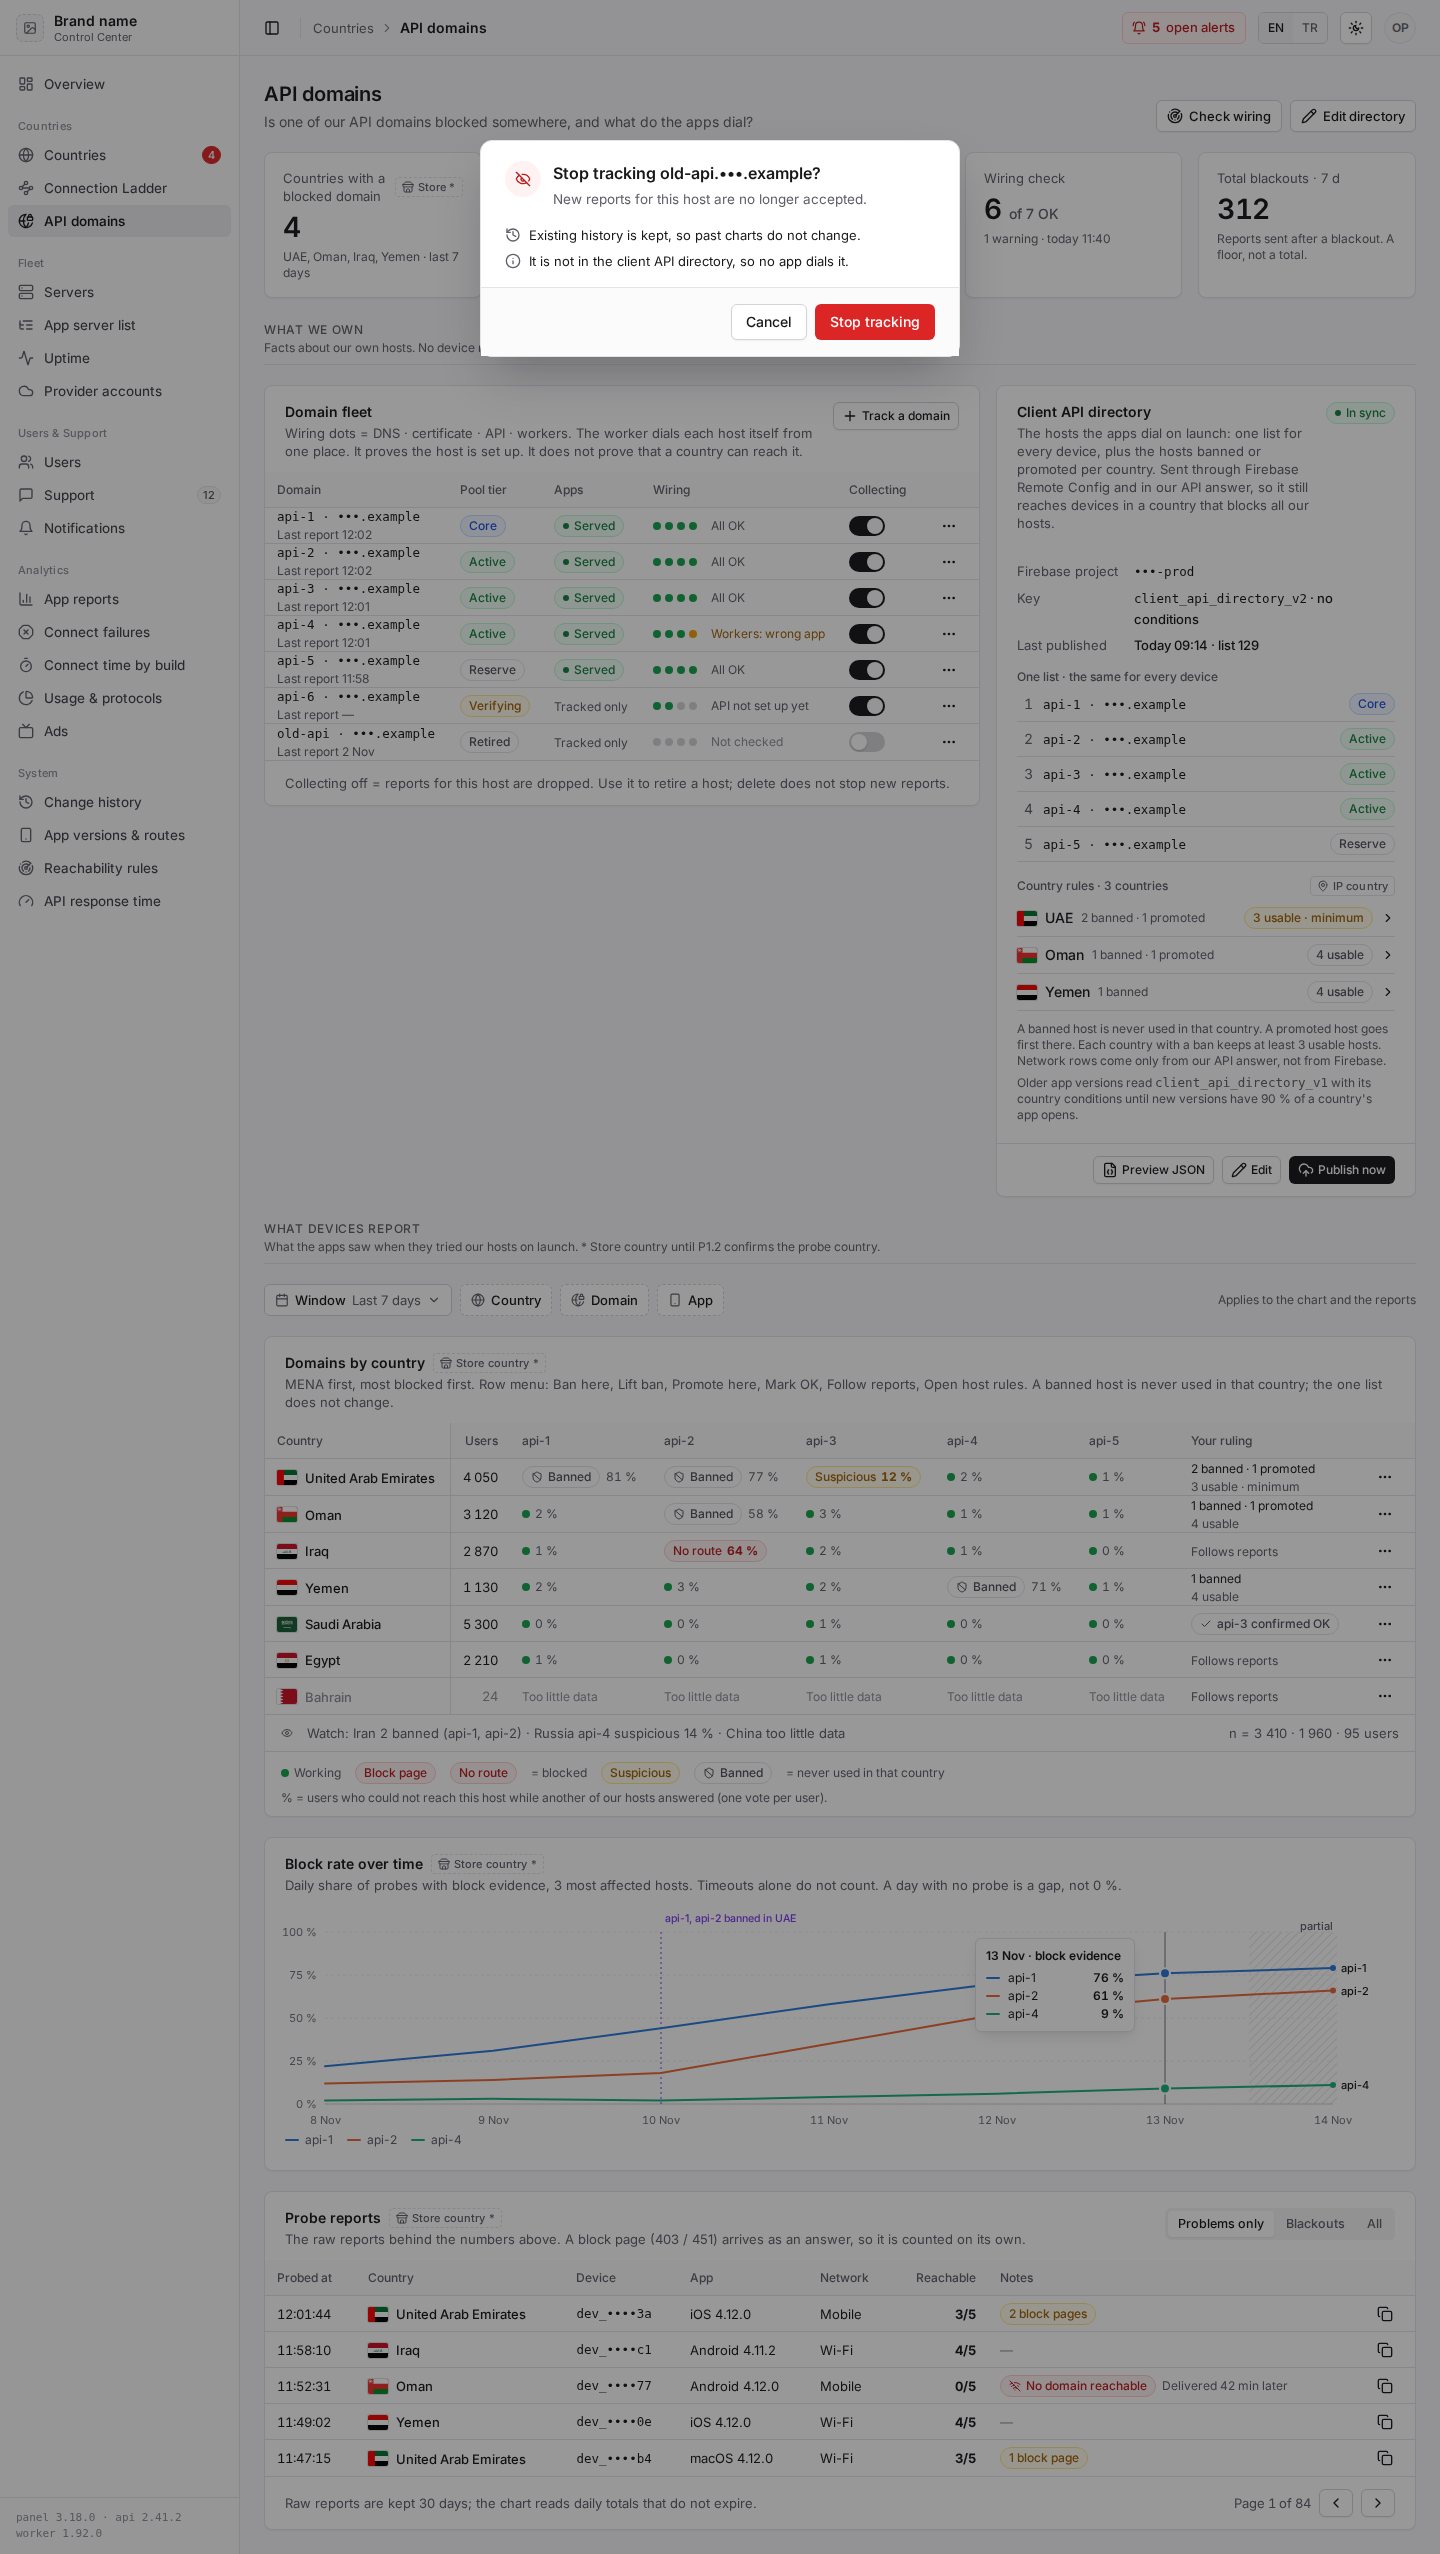 Brand name
Control Center
Overview
Countries
Countries 4
Connection Ladder
API domains
Fleet
Servers
App server list
Uptime
Provider accounts
Users & Support
Users
Support 12
Notifications
Analytics
App reports
Connect failures
Connect time by build
Usage & protocols
Ads
System
Change history
App versions & routes
Reachability rules
API response time
panel 3.18.0 · api 2.41.2
worker 1.92.0
Countries > API domains
5 open alerts
EN TR
OP
API domains
Is one of our API domains blocked somewhere, and what do the apps dial?
Check wiring
Edit directory
Countries with a
blocked domain
Store *
4
UAE, Oman, Iraq, Yemen · last 7
days
Wiring check
6 of 7 OK
1 warning · today 11:40
Total blackouts · 7 d
312
Reports sent after a blackout. A
floor, not a total.
Stop tracking old-api.•••.example?
New reports for this host are no longer accepted.
Existing history is kept, so past charts do not change.
It is not in the client API directory, so no app dials it.
Cancel
Stop tracking
WHAT WE OWN
Facts about our own hosts. No device
Domain fleet
Wiring dots = DNS · certificate · API · workers. The worker dials each host itself from
one place. It proves the host is set up. It does not prove that a country can reach it.
Track a domain
Domain Pool tier Apps Wiring Collecting
api-1 · •••.example
Last report 12:02
Core Served All OK
api-2 · •••.example
Last report 12:02
Active Served All OK
api-3 · •••.example
Last report 12:01
Active Served All OK
api-4 · •••.example
Last report 12:01
Active Served Workers: wrong app
api-5 · •••.example
Last report 11:58
Reserve Served All OK
api-6 · •••.example
Last report —
Verifying Tracked only API not set up yet
old-api · •••.example
Last report 2 Nov
Retired Tracked only Not checked
Collecting off = reports for this host are dropped. Use it to retire a host; delete does not stop new reports.
Client API directory
In sync
The hosts the apps dial on launch: one list for
every device, plus the hosts banned or
promoted per country. Sent through Firebase
Remote Config and in our API answer, so it still
reaches devices in a country that blocks all our
hosts.
Firebase project •••-prod
Key client_api_directory_v2 · no
conditions
Last published Today 09:14 · list 129
One list · the same for every device
1 api-1 · •••.example Core
2 api-2 · •••.example Active
3 api-3 · •••.example Active
4 api-4 · •••.example Active
5 api-5 · •••.example Reserve
Country rules · 3 countries IP country
UAE 2 banned · 1 promoted 3 usable · minimum
Oman 1 banned · 1 promoted 4 usable
Yemen 1 banned 4 usable
A banned host is never used in that country. A promoted host goes
first there. Each country with a ban keeps at least 3 usable hosts.
Network rows come only from our API answer, not from Firebase.
Older app versions read client_api_directory_v1 with its
country conditions until new versions have 90 % of a country's
app opens.
Preview JSON
Edit
Publish now
WHAT DEVICES REPORT
What the apps saw when they tried our hosts on launch. * Store country until P1.2 confirms the probe country.
Window Last 7 days
Country
Domain
App
Applies to the chart and the reports
Domains by country Store country *
MENA first, most blocked first. Row menu: Ban here, Lift ban, Promote here, Mark OK, Follow reports, Open host rules. A banned host is never used in that country; the one list
does not change.
Country Users api-1 api-2 api-3 api-4 api-5 Your ruling
United Arab Emirates 4 050 Banned 81 % Banned 77 % Suspicious 12 % 2 % 1 % 2 banned · 1 promoted
3 usable · minimum
Oman 3 120 2 % Banned 58 % 3 % 1 % 1 % 1 banned · 1 promoted
4 usable
Iraq 2 870 1 % No route 64 % 2 % 1 % 0 % Follows reports
Yemen 1 130 2 % 3 % 2 % Banned 71 % 1 % 1 banned
4 usable
Saudi Arabia 5 300 0 % 0 % 1 % 0 % 0 % api-3 confirmed OK
Egypt 2 210 1 % 0 % 1 % 0 % 0 % Follows reports
Bahrain 24 Too little data Too little data Too little data Too little data Too little data Follows reports
Watch: Iran 2 banned (api-1, api-2) · Russia api-4 suspicious 14 % · China too little data
n = 3 410 · 1 960 · 95 users
Working Block page No route = blocked Suspicious Banned = never used in that country
% = users who could not reach this host while another of our hosts answered (one vote per user).
Block rate over time Store country *
Daily share of probes with block evidence, 3 most affected hosts. Timeouts alone do not count. A day with no probe is a gap, not 0 %.
api-1, api-2 banned in UAE
partial
100 %
75 %
50 %
25 %
0 %
13 Nov · block evidence
api-1 76 %
api-2 61 %
api-4 9 %
api-1
api-2
api-4
8 Nov 9 Nov 10 Nov 11 Nov 12 Nov 13 Nov 14 Nov
api-1 api-2 api-4
Probe reports Store country *
The raw reports behind the numbers above. A block page (403 / 451) arrives as an answer, so it is counted on its own.
Problems only Blackouts All
Probed at Country Device App Network Reachable Notes
12:01:44 United Arab Emirates dev_••••3a iOS 4.12.0 Mobile 3/5 2 block pages
11:58:10 Iraq dev_••••c1 Android 4.11.2 Wi-Fi 4/5 —
11:52:31 Oman dev_••••77 Android 4.12.0 Mobile 0/5 No domain reachable Delivered 42 min later
11:49:02 Yemen dev_••••0e iOS 4.12.0 Wi-Fi 4/5 —
11:47:15 United Arab Emirates dev_••••b4 macOS 4.12.0 Wi-Fi 3/5 1 block page
Raw reports are kept 30 days; the chart reads daily totals that do not expire.
Page 1 of 84